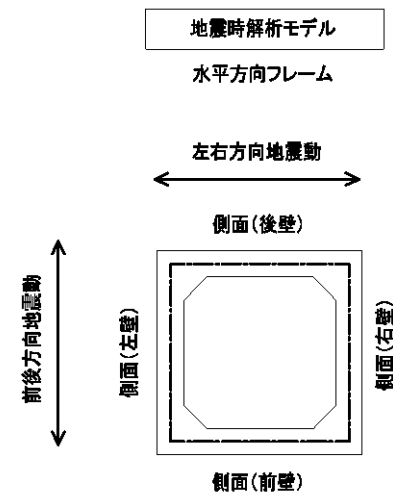 地震時解析モデル
水平方向フレーム
左右方向地震動
側面(後壁)
前後方向地震動
側面(左壁)
側面(右壁)
側面(前壁)